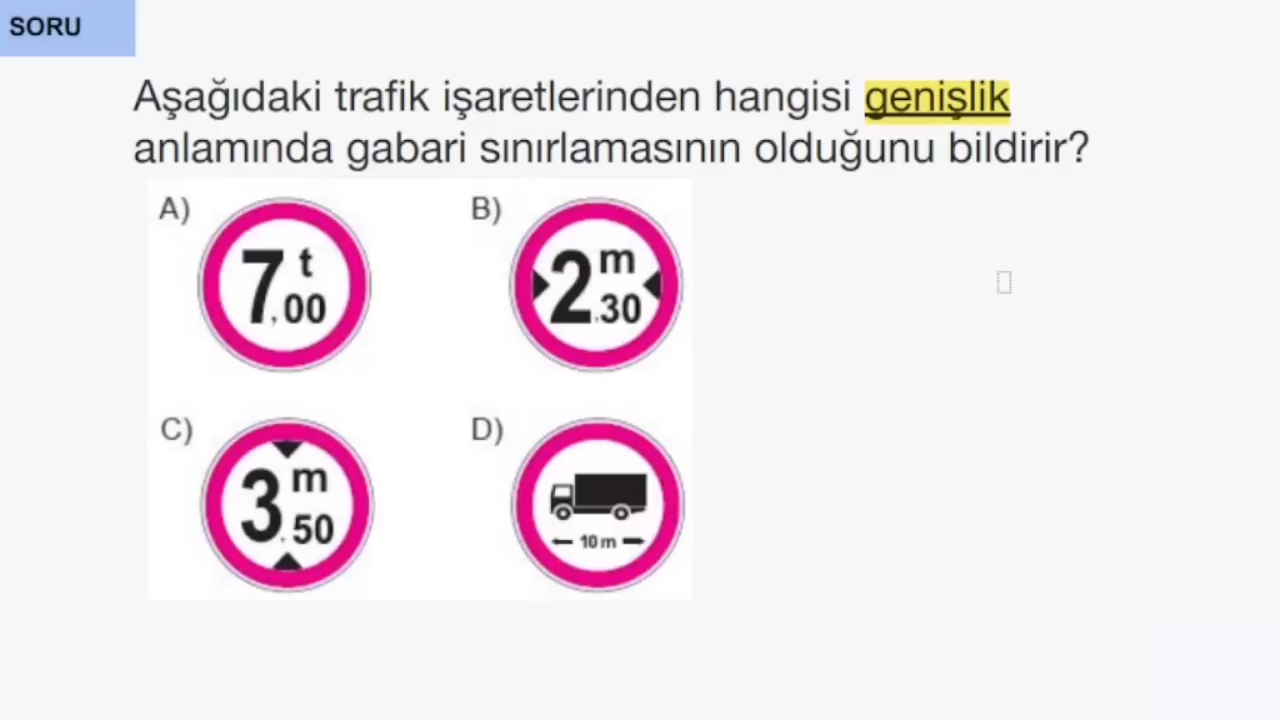 SORU
Aşağıdaki trafik işaretlerinden hangisi genişlik
anlamında gabari sınırlamasının olduğunu bildirir?
A) 7,00 t
B) 2.30 m
C) 3.50 m
D) 10 m